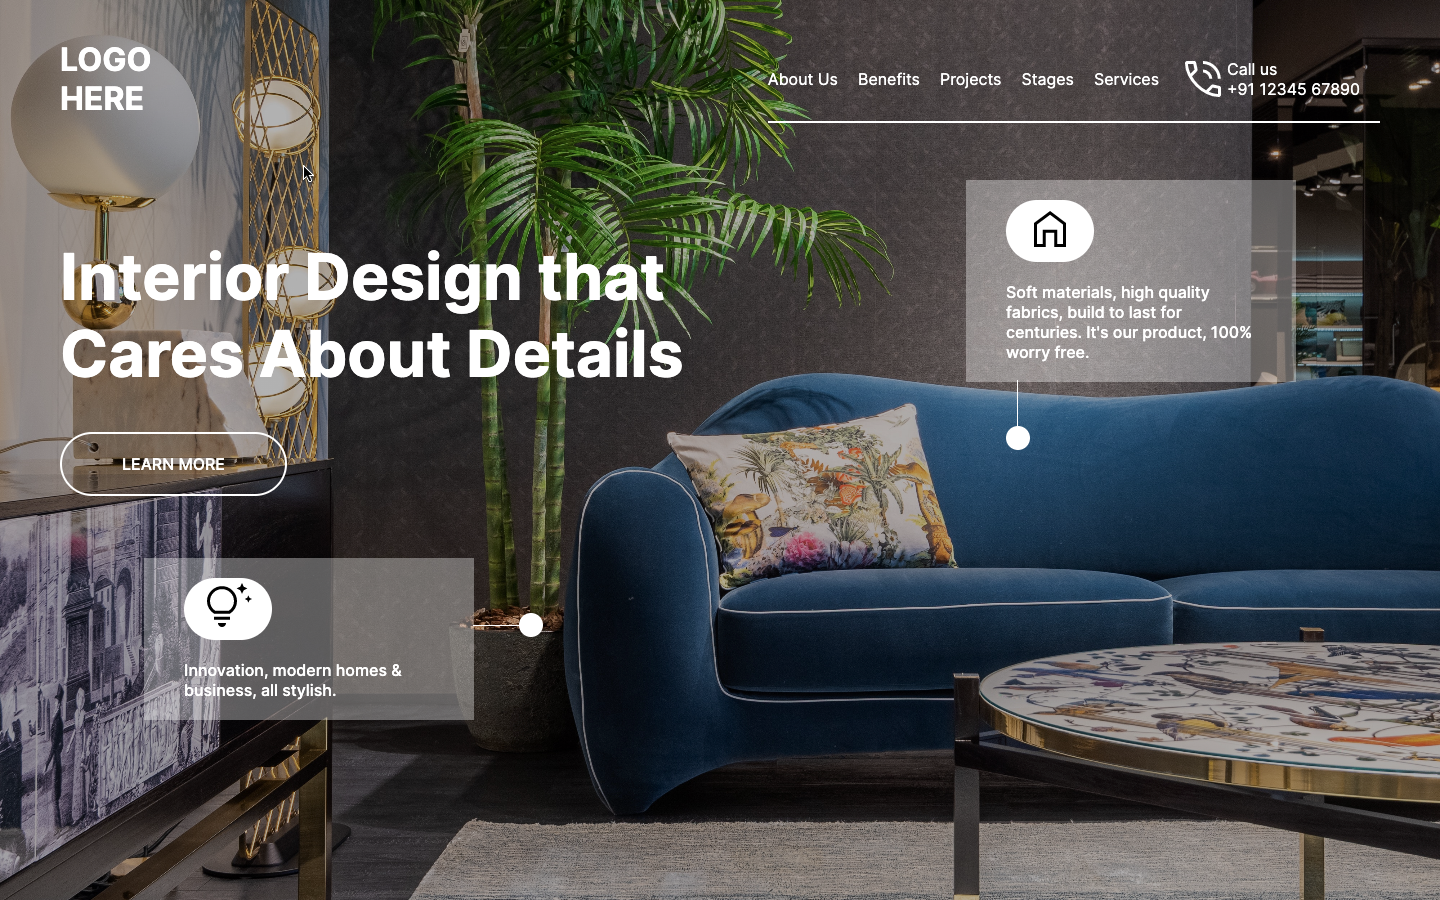 LOGO
HERE
About Us
Benefits
Projects
Stages
Services
Call us
+91 12345 67890
Interior Design that
Cares About Details
LEARN MORE
Soft materials, high quality
fabrics, build to last for
centuries. It's our product, 100%
worry free.
Innovation, modern homes &
business, all stylish.